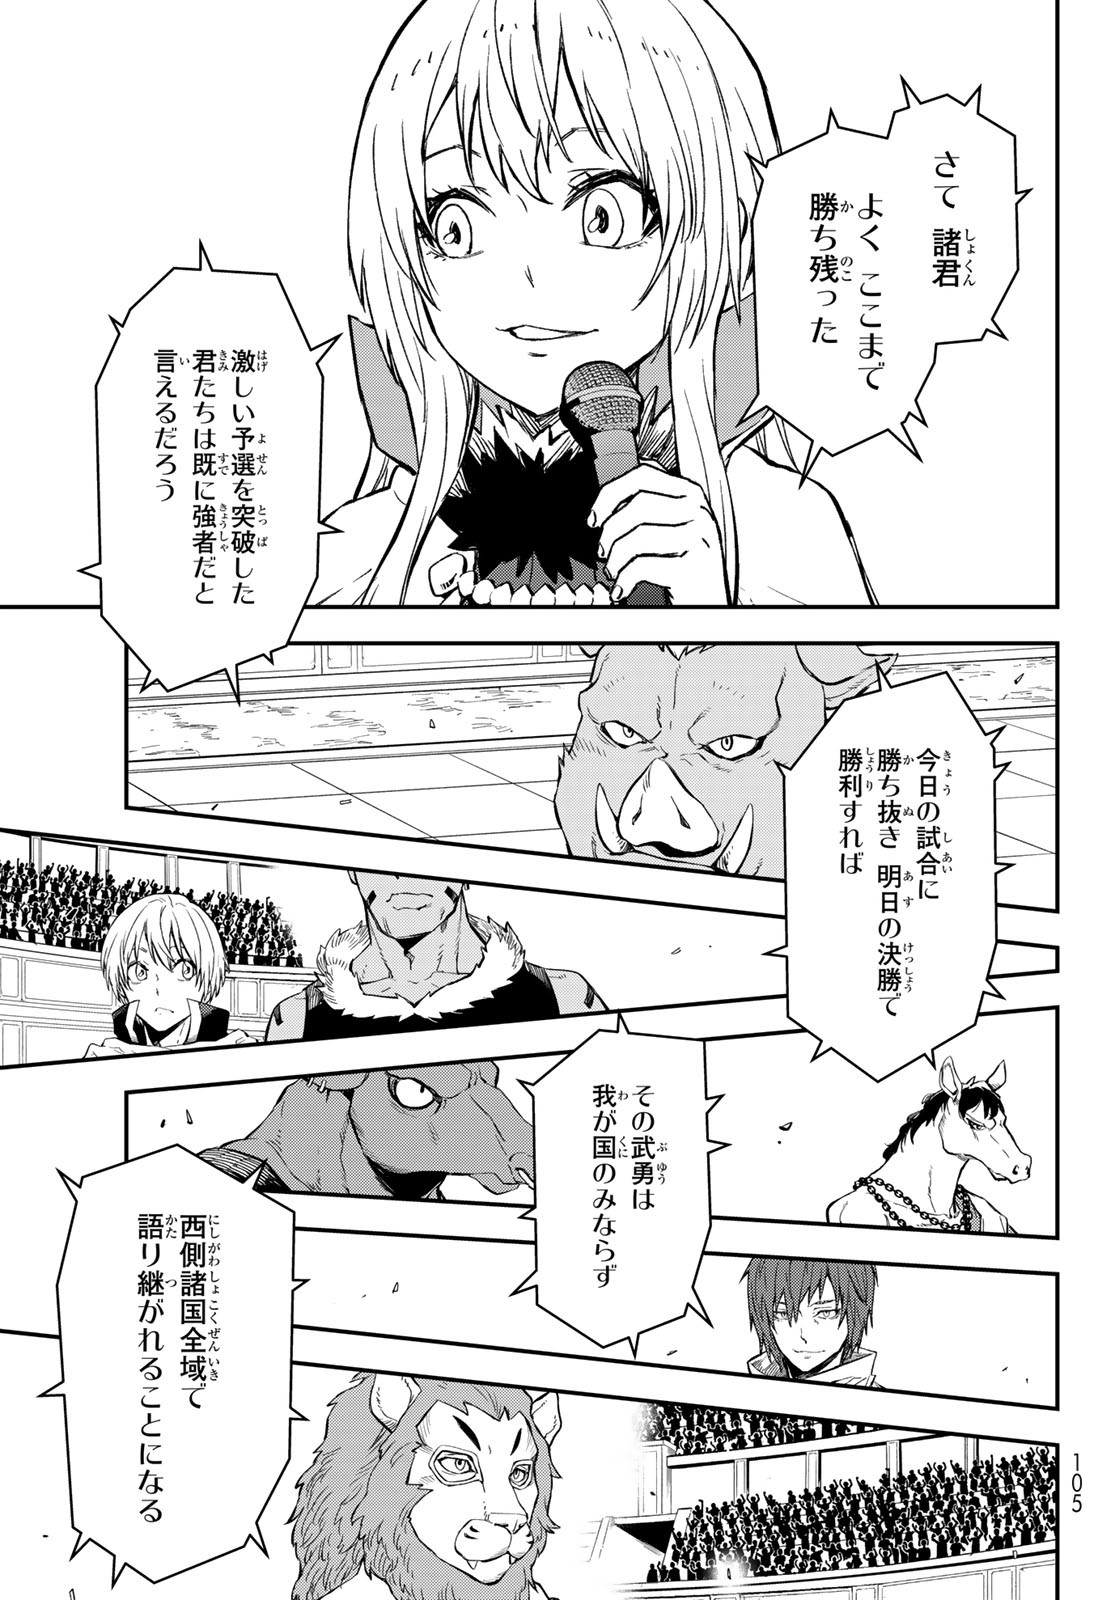 さて 諸君
よく ここまで
勝ち残った
激しい予選を突破した
君たちは既に強者だと
言えるだろう
今日の試合に
勝ち抜き 明日の決勝で
勝利すれば
その武勇は
我が国のみならず
西側諸国全域で
語り継がれることになる
105